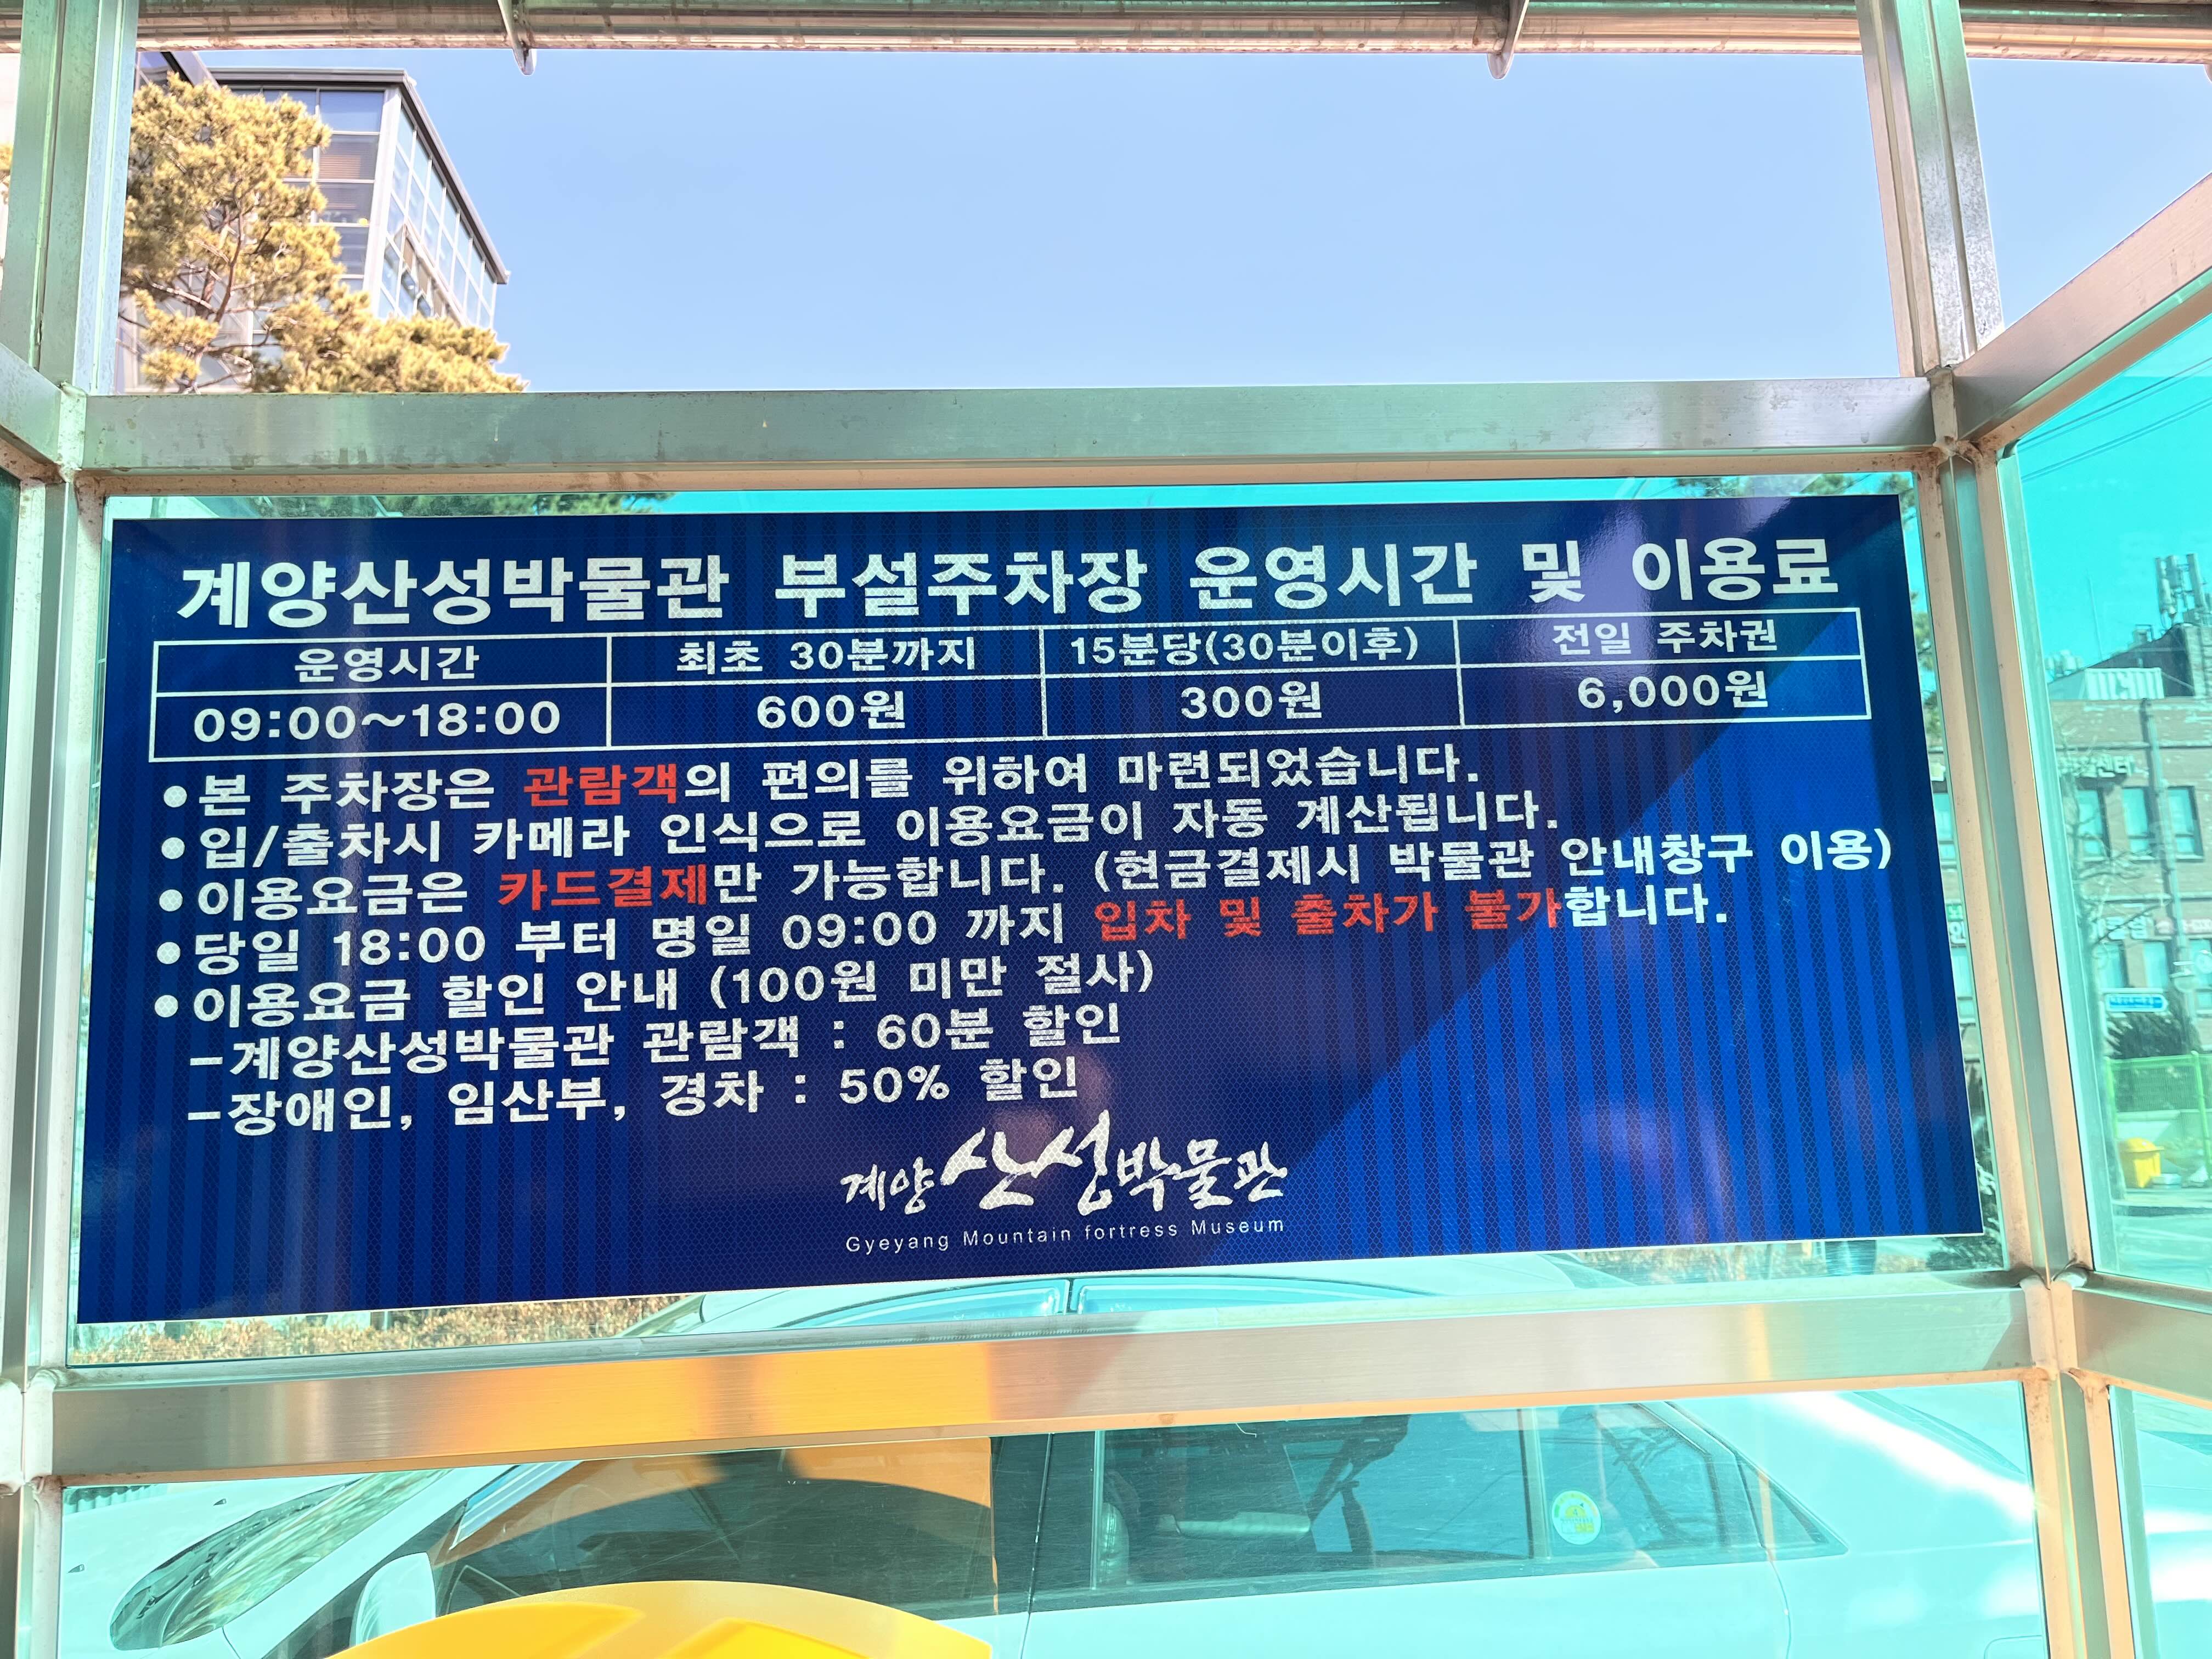 계양산성박물관 부설주차장 운영시간 및 이용료
운영시간 최초 30분까지 15분당(30분이후) 전일 주차권
09:00~18:00 600원 300원 6,000원
●본 주차장은 관람객의 편의를 위하여 마련되었습니다.
●입/출차시 카메라 인식으로 이용요금이 자동 계산됩니다.
●이용요금은 카드결제만 가능합니다. (현금결제시 박물관 안내창구 이용)
●당일 18:00 부터 명일 09:00 까지 입차 및 출차가 불가합니다.
●이용요금 할인 안내 (100원 미만 절사)
-계양산성박물관 관람객 : 60분 할인
-장애인, 임산부, 경차 : 50% 할인
계양산성박물관
Gyeyang Mountain fortress Museum